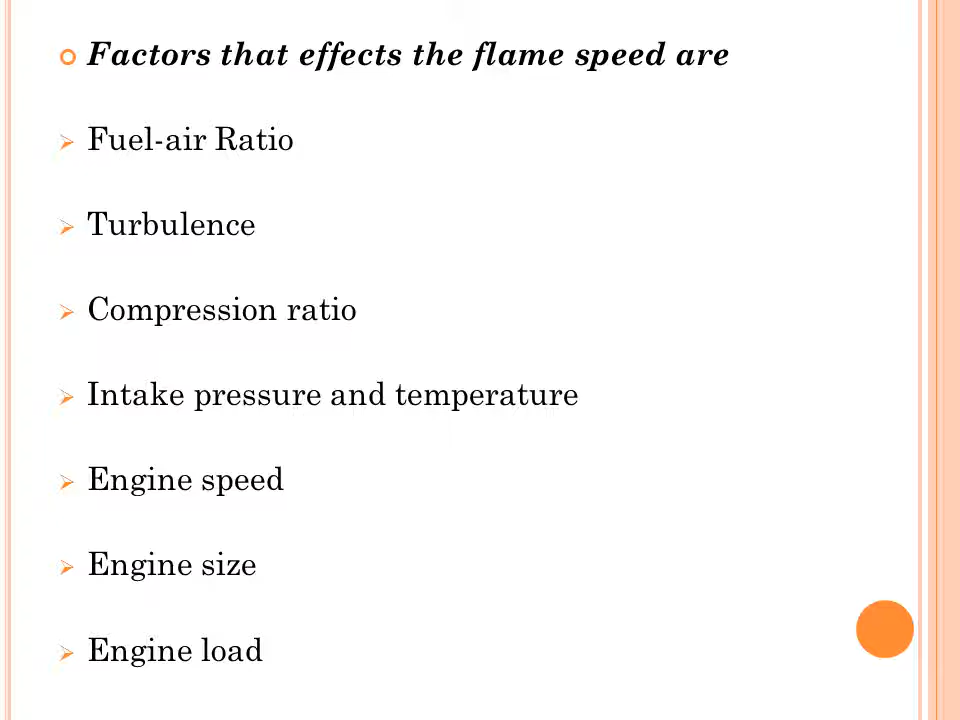 Factors that effects the flame speed are
Fuel-air Ratio
Turbulence
Compression ratio
Intake pressure and temperature
Engine speed
Engine size
Engine load